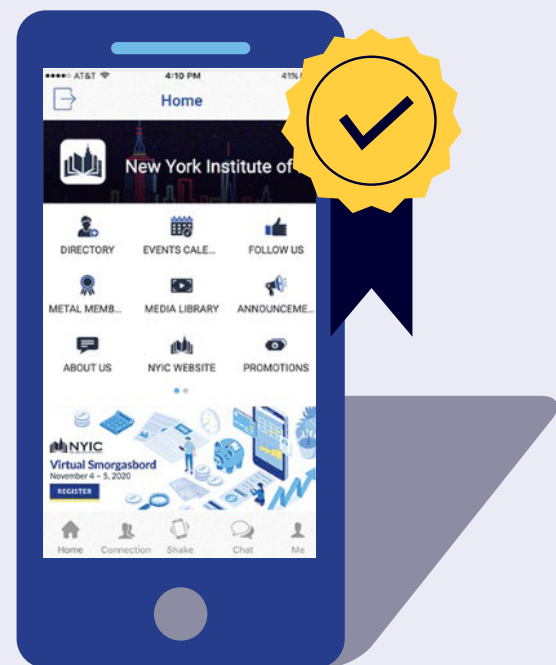 AT&T 4:10 PM 41%
Home
New York Institute of
DIRECTORY EVENTS CALE... FOLLOW US
METAL MEMB... MEDIA LIBRARY ANNOUNCEME...
ABOUT US NYIC WEBSITE PROMOTIONS
NYIC
Virtual Smorgasbord
November 4 – 5, 2020
REGISTER
Home Connection Shake Chat Me